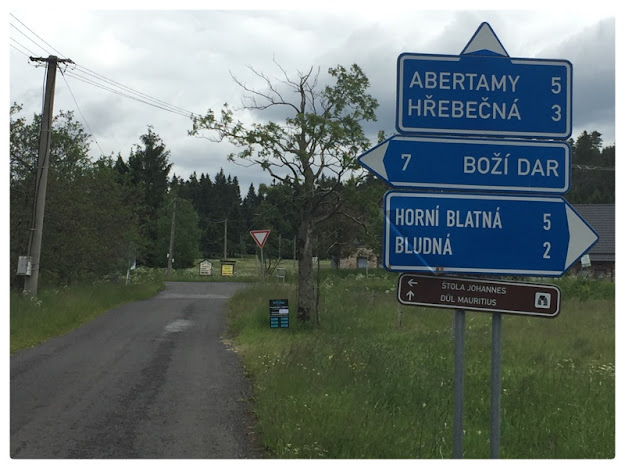 ABERTAMY 5
HŘEBEČNÁ 3
7 BOŽÍ DAR
HORNÍ BLATNÁ 5
BLUDNÁ 2
← ŠTOLA JOHANNES
↑ DŮL MAURITIUS